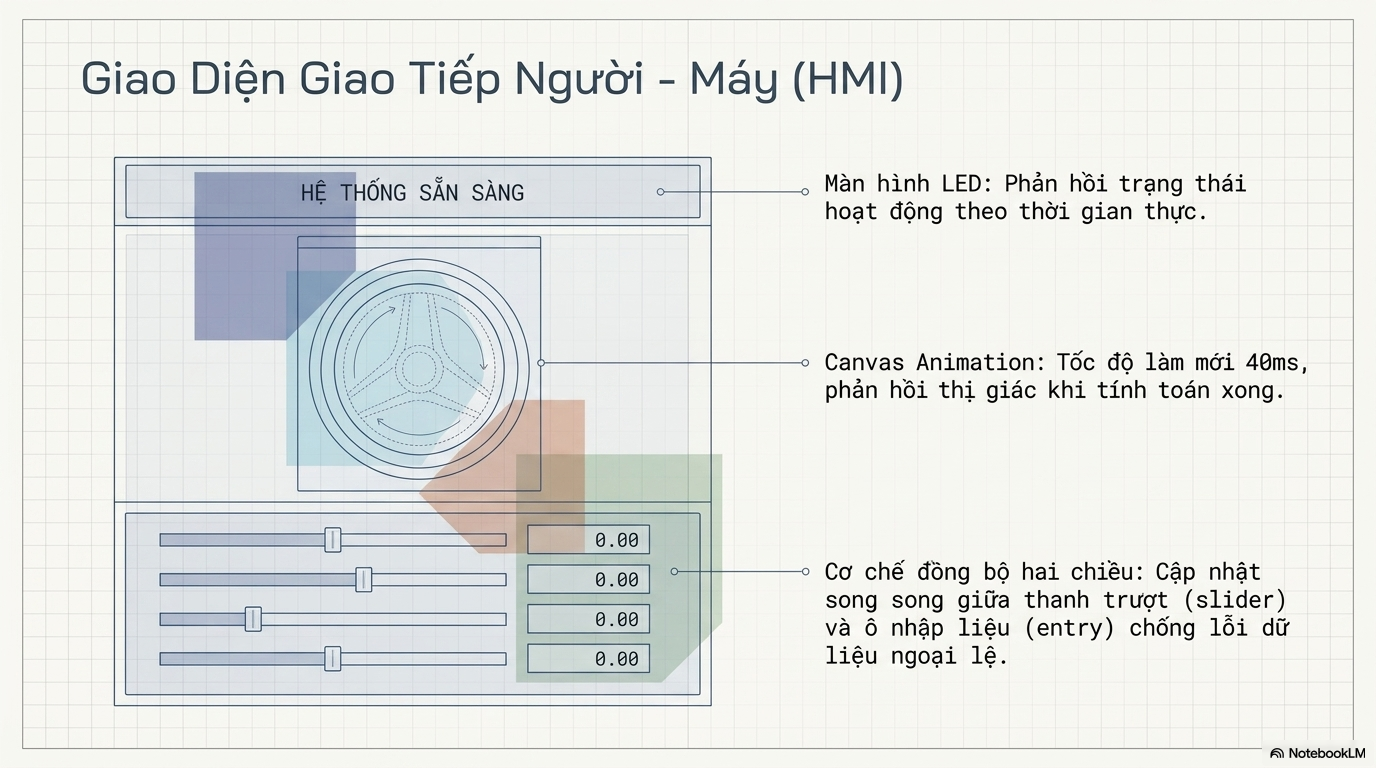 Giao Diện Giao Tiếp Người - Máy (HMI)
HỆ THỐNG SẴN SÀNG
Màn hình LED: Phản hồi trạng thái
hoạt động theo thời gian thực.
Canvas Animation: Tốc độ làm mới 40ms,
phản hồi thị giác khi tính toán xong.
0.00
0.00
0.00
0.00
Cơ chế đồng bộ hai chiều: Cập nhật
song song giữa thanh trượt (slider)
và ô nhập liệu (entry) chống lỗi dữ
liệu ngoại lệ.
NotebookLM